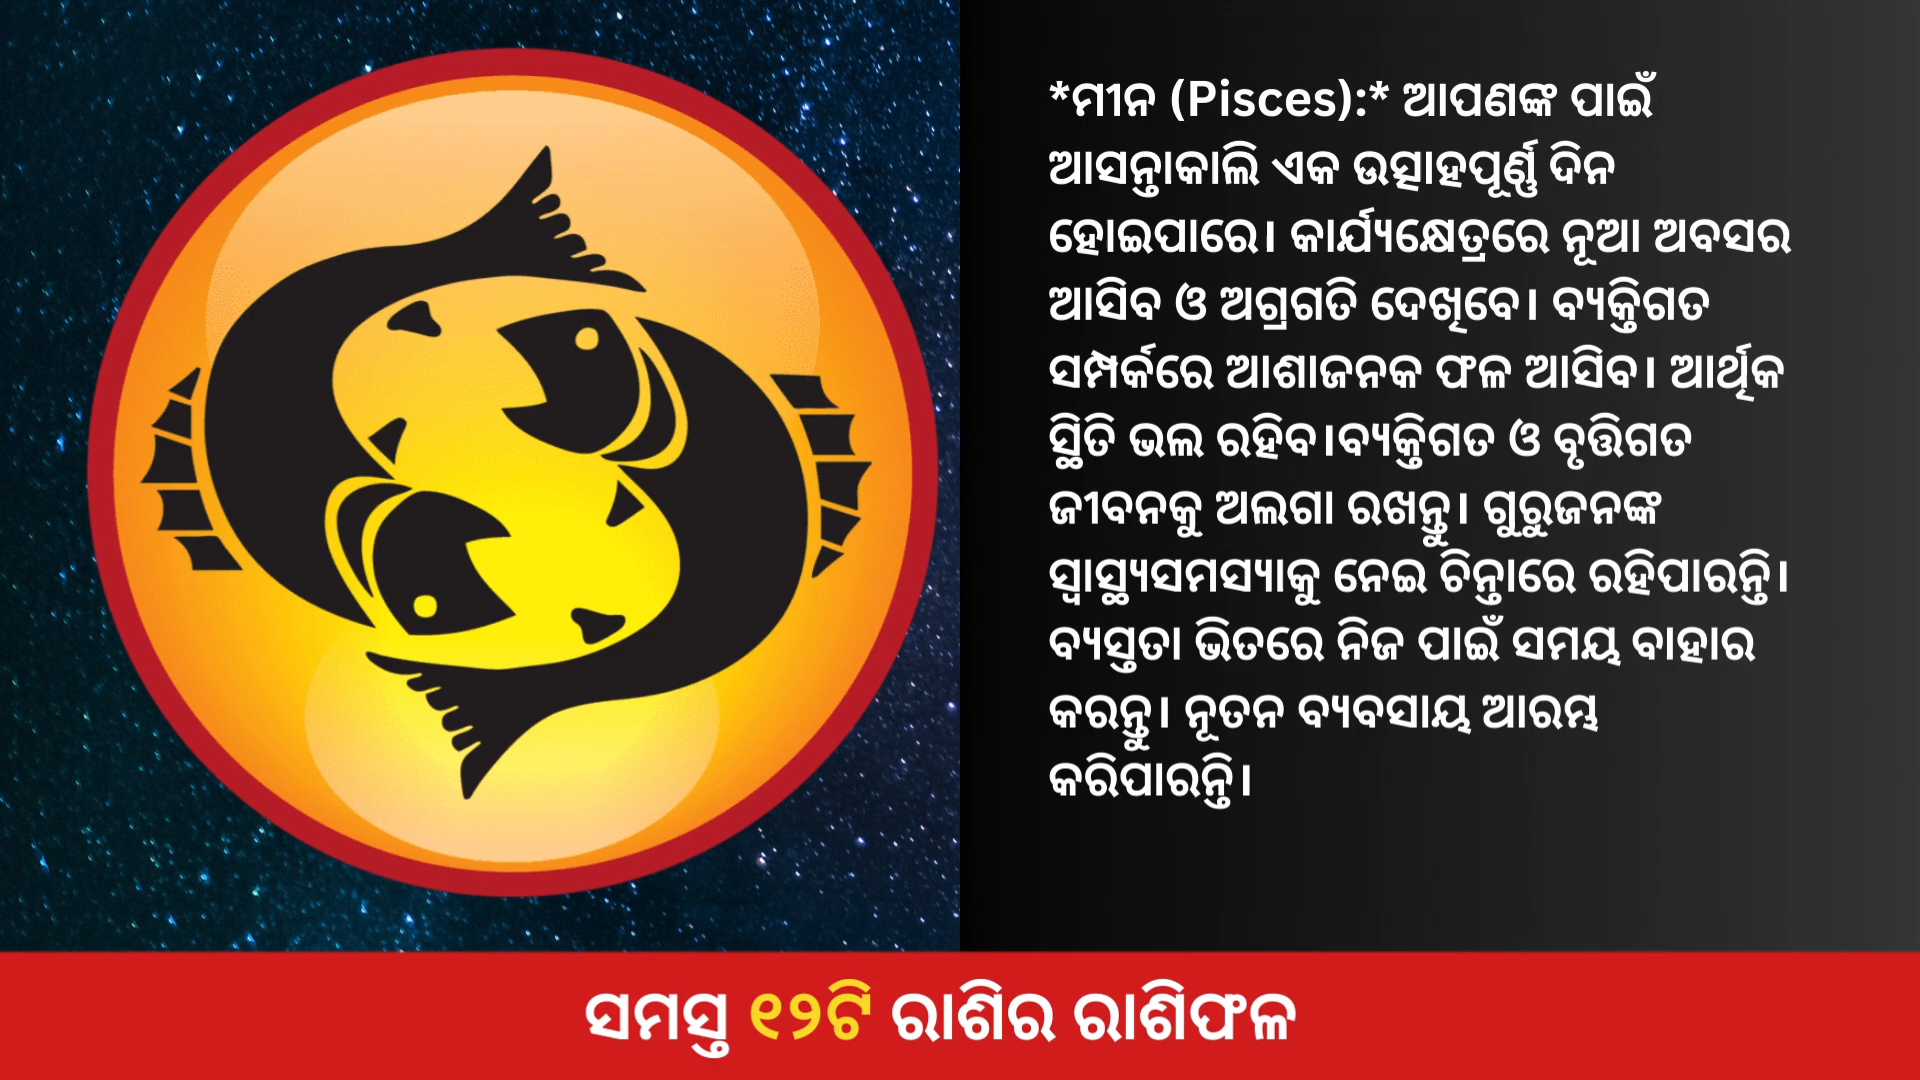 *ମୀନ (Pisces):* ଆପଣଙ୍କ ପାଇଁ
ଆସନ୍ତାକାଲି ଏକ ଉତ୍ସାହପୂର୍ଣ୍ଣ ଦିନ
ହୋଇପାରେ। କାର୍ଯ୍ୟକ୍ଷେତ୍ରରେ ନୂଆ ଅବସର
ଆସିବ ଓ ଅଗ୍ରଗତି ଦେଖିବେ। ବ୍ୟକ୍ତିଗତ
ସମ୍ପର୍କରେ ଆଶାଜନକ ଫଳ ଆସିବ। ଆର୍ଥିକ
ସ୍ଥିତି ଭଲ ରହିବ।ବ୍ୟକ୍ତିଗତ ଓ ବୃତ୍ତିଗତ
ଜୀବନକୁ ଅଲଗା ରଖନ୍ତୁ। ଗୁରୁଜନଙ୍କ
ସ୍ୱାସ୍ଥ୍ୟସମସ୍ୟାକୁ ନେଇ ଚିନ୍ତାରେ ରହିପାରନ୍ତି।
ବ୍ୟସ୍ତତା ଭିତରେ ନିଜ ପାଇଁ ସମୟ ବାହାର
କରନ୍ତୁ। ନୂତନ ବ୍ୟବସାୟ ଆରମ୍ଭ
କରିପାରନ୍ତି।
ସମସ୍ତ ୧୨ଟି ରାଶିର ରାଶିଫଳ